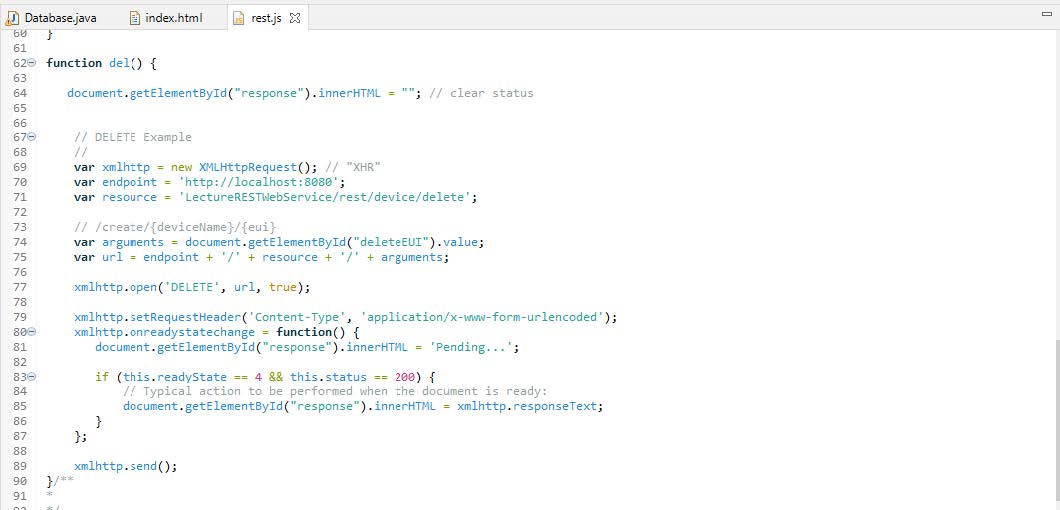 Database.java index.html rest.js
60 }
61
62 function del() {
63
64 document.getElementById("response").innerHTML = ""; // clear status
65
66
67 // DELETE Example
68 //
69 var xmlhttp = new XMLHttpRequest(); // "XHR"
70 var endpoint = 'http://localhost:8080';
71 var resource = 'LectureRESTWebService/rest/device/delete';
72
73 // /create/{deviceName}/{eui}
74 var arguments = document.getElementById("deleteEUI").value;
75 var url = endpoint + '/' + resource + '/' + arguments;
76
77 xmlhttp.open('DELETE', url, true);
78
79 xmlhttp.setRequestHeader('Content-Type', 'application/x-www-form-urlencoded');
80 xmlhttp.onreadystatechange = function() {
81 document.getElementById("response").innerHTML = 'Pending...';
82
83 if (this.readyState == 4 && this.status == 200) {
84 // Typical action to be performed when the document is ready:
85 document.getElementById("response").innerHTML = xmlhttp.responseText;
86 }
87 };
88
89 xmlhttp.send();
90 }/**
91 *
92 */